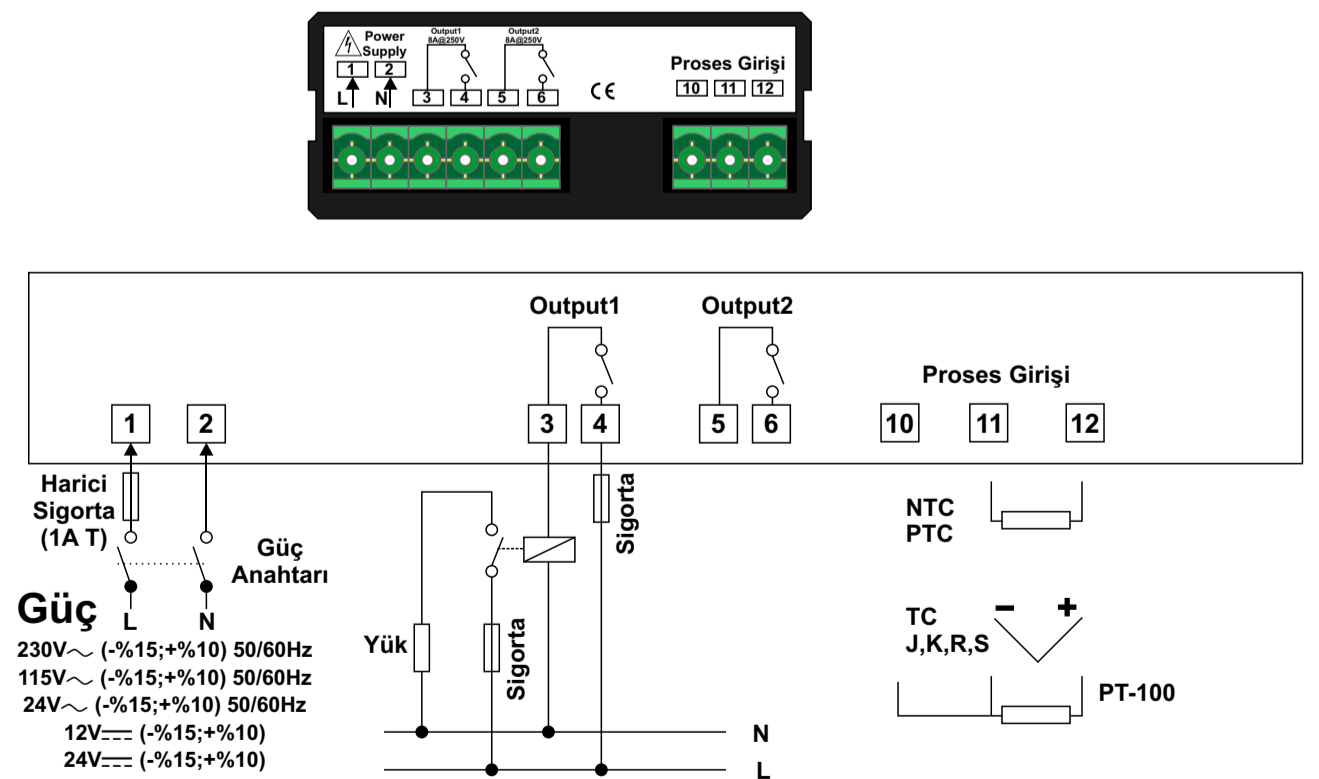 Power
Supply
Output1
8A@250V
Output2
8A@250V
1 2
L N
3 4 5 6
CE
Proses Girişi
10 11 12
Output1
Output2
Proses Girişi
1 2 3 4 5 6 10 11 12
Harici
Sigorta
(1A T)
Güç
Anahtarı
Güç
L N
230V~ (-%15;+%10) 50/60Hz
115V~ (-%15;+%10) 50/60Hz
24V~ (-%15;+%10) 50/60Hz
12V⎓ (-%15;+%10)
24V⎓ (-%15;+%10)
Yük
Sigorta
Sigorta
N
L
NTC
PTC
TC
J,K,R,S
− +
PT-100